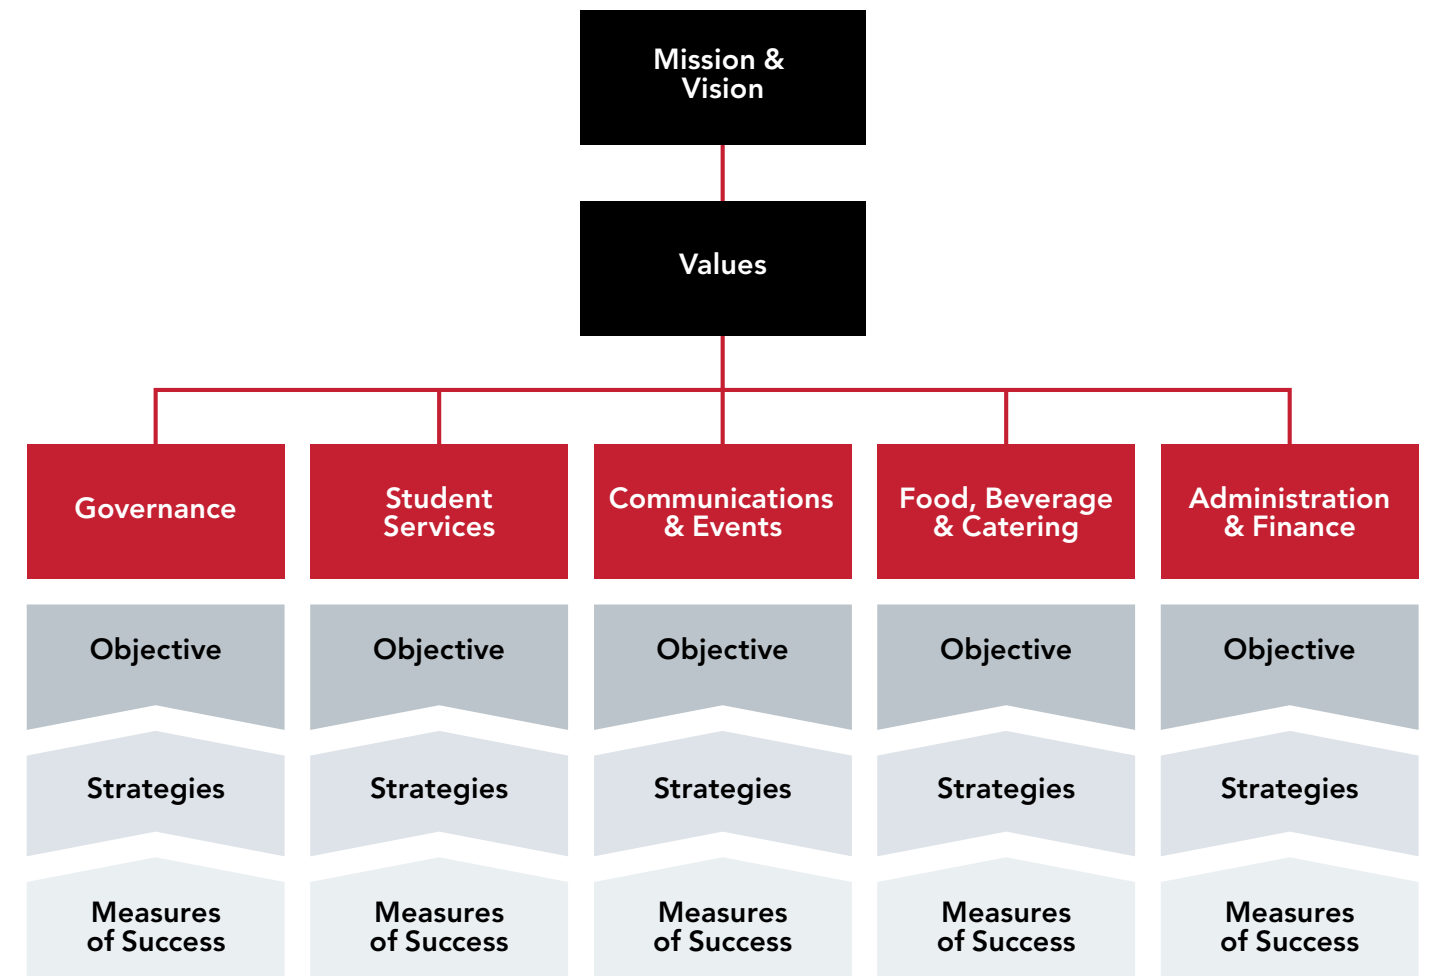 Mission &
Vision
Values
Governance
Student
Services
Communications
& Events
Food, Beverage
& Catering
Administration
& Finance
Objective
Objective
Objective
Objective
Objective
Strategies
Strategies
Strategies
Strategies
Strategies
Measures
of Success
Measures
of Success
Measures
of Success
Measures
of Success
Measures
of Success